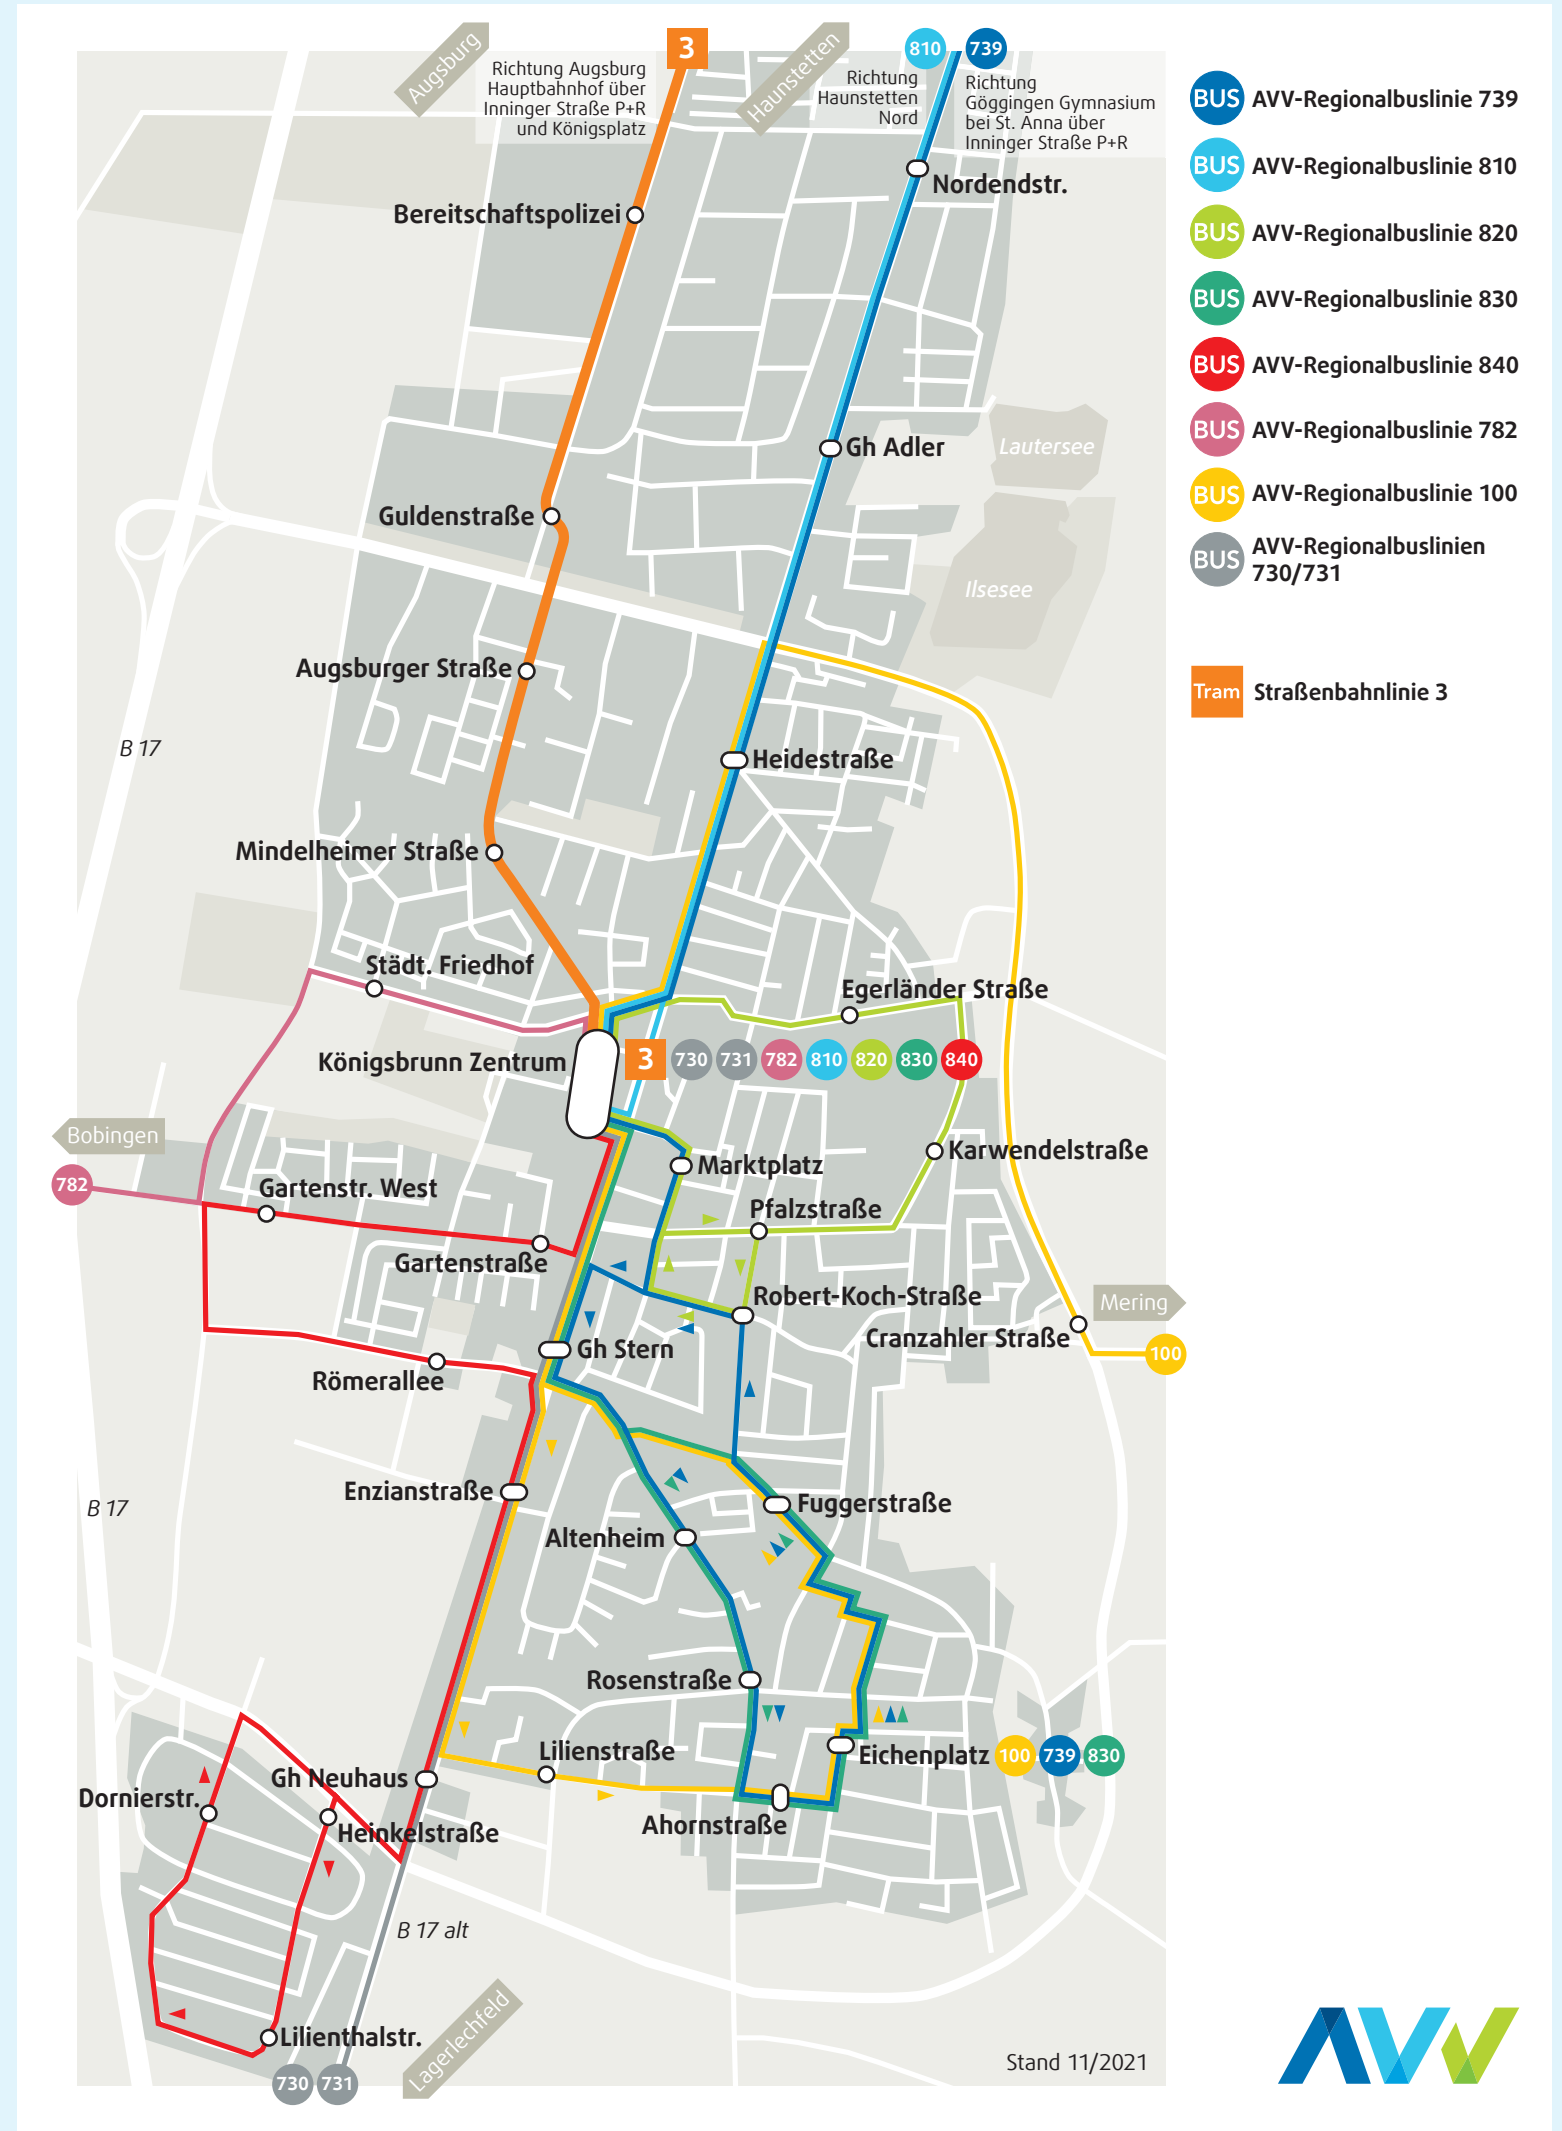 Augsburg
3
Richtung Augsburg
Hauptbahnhof über
Inninger Straße P+R
und Königsplatz
Haunstetten
810
739
Richtung
Haunstetten
Nord
Richtung
Göggingen Gymnasium
bei St. Anna über
Inninger Straße P+R
BUS AVV-Regionalbuslinie 739
BUS AVV-Regionalbuslinie 810
BUS AVV-Regionalbuslinie 820
BUS AVV-Regionalbuslinie 830
BUS AVV-Regionalbuslinie 840
BUS AVV-Regionalbuslinie 782
BUS AVV-Regionalbuslinie 100
BUS AVV-Regionalbuslinien
730/731
Tram Straßenbahnlinie 3
Nordendstr.
Bereitschaftspolizei
Gh Adler
Lautersee
Guldenstraße
Ilsesee
Augsburger Straße
B 17
Heidestraße
Mindelheimer Straße
Städt. Friedhof
Egerländer Straße
Königsbrunn Zentrum
3 730 731 782 810 820 830 840
Bobingen
782
Marktplatz
Karwendelstraße
Gartenstr. West
Pfalzstraße
Gartenstraße
Robert-Koch-Straße
Mering
Cranzahler Straße
100
Gh Stern
Römerallee
Enzianstraße
Fuggerstraße
B 17
Altenheim
Rosenstraße
Lilienstraße
Eichenplatz 100 739 830
Gh Neuhaus
Dornierstr.
Ahornstraße
Heinkelstraße
B 17 alt
Lilienthalstr.
Lagerlechfeld
730 731
Stand 11/2021
AVV